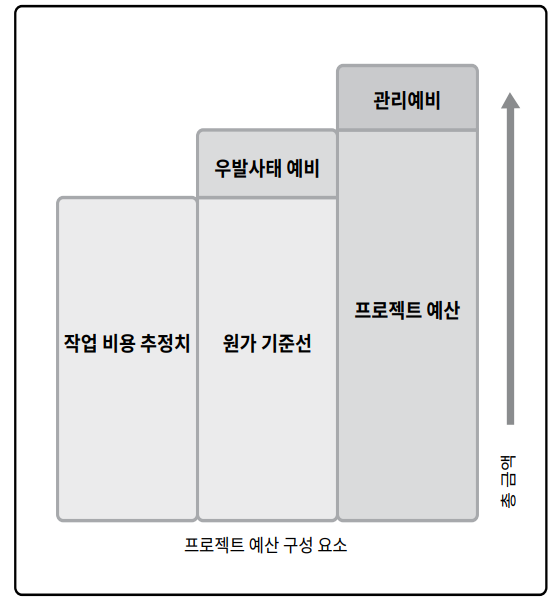 관리예비
우발사태 예비
프로젝트 예산
작업 비용 추정치
원가 기준선
총 금액
프로젝트 예산 구성 요소